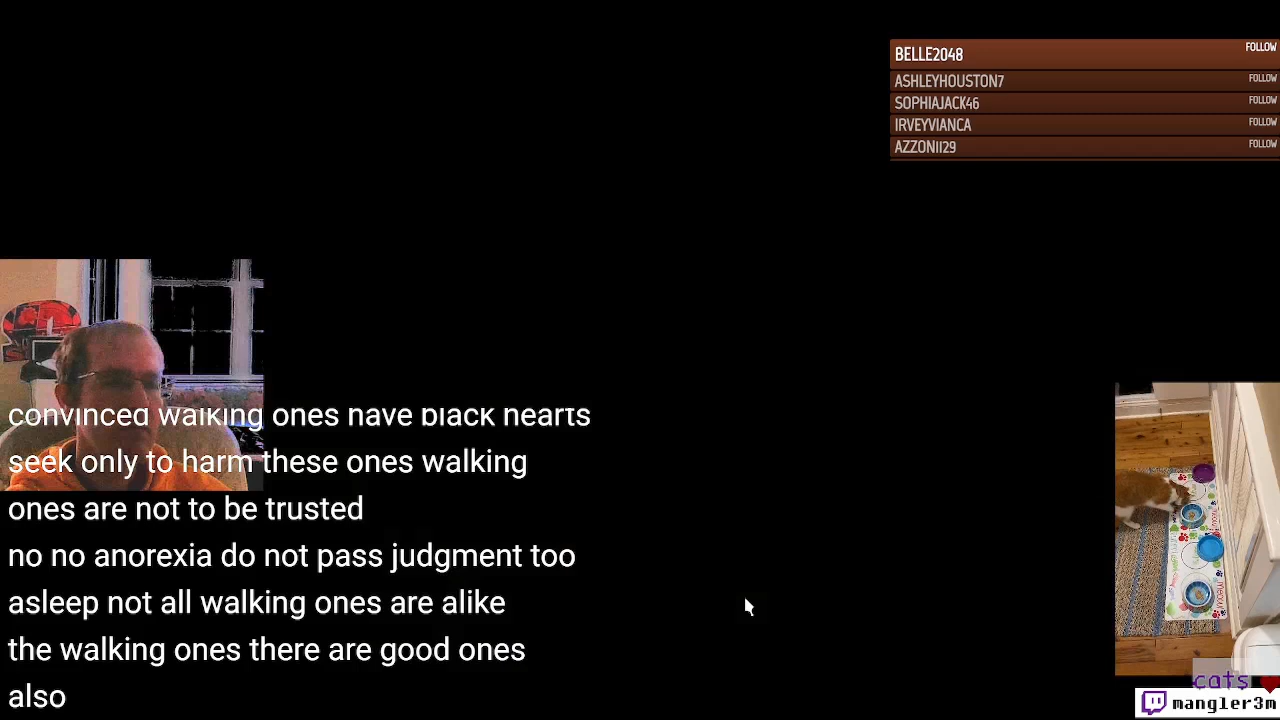 BELLE2048 FOLLOW
ASHLEYHOUSTON7 FOLLOW
SOPHIAJACK46 FOLLOW
IRVEYVIANCA FOLLOW
AZZON1129 FOLLOW
convinced walking ones have black hearts
seek only to harm these ones walking
ones are not to be trusted
no no anorexia do not pass judgment too
asleep not all walking ones are alike
the walking ones there are good ones
also
cats
mangler3m